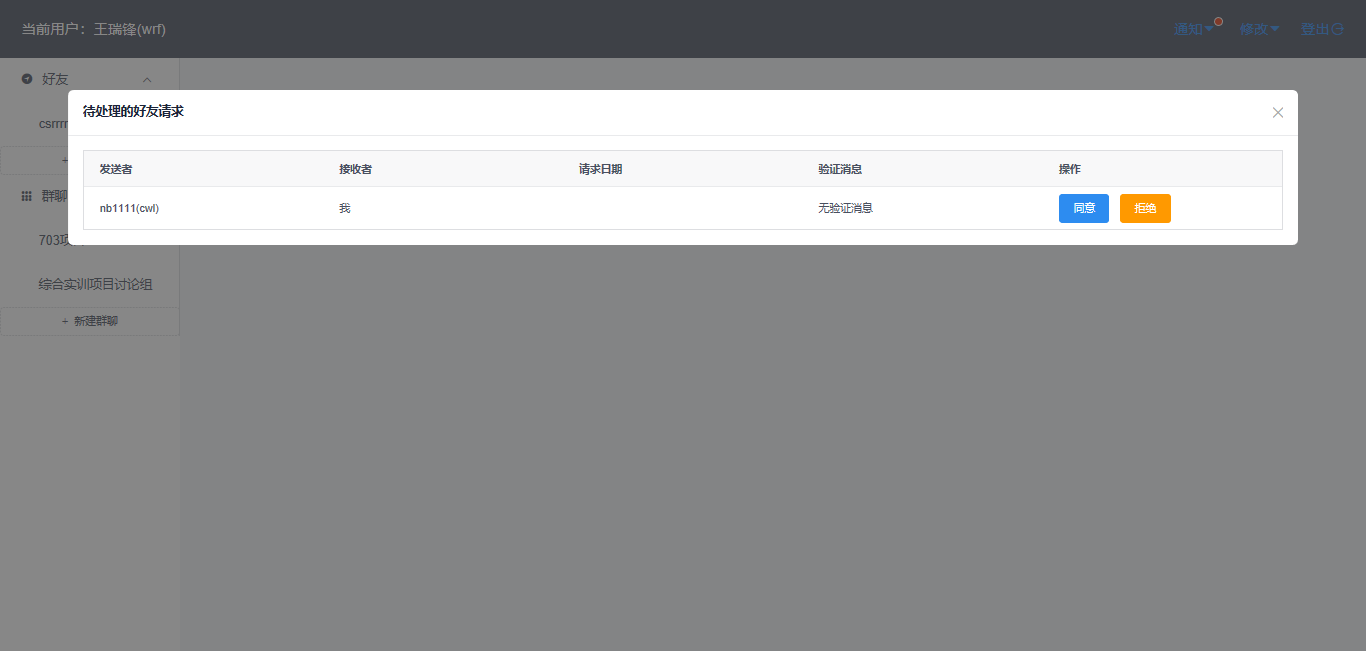 当前用户：王瑞锋(wrf)
通知 修改 登出
好友
csrrrr
+
群聊
703项
综合实训项目讨论组
+ 新建群聊
待处理的好友请求
发送者 接收者 请求日期 验证消息 操作
nb1111(cwl) 我 无验证消息 同意 拒绝